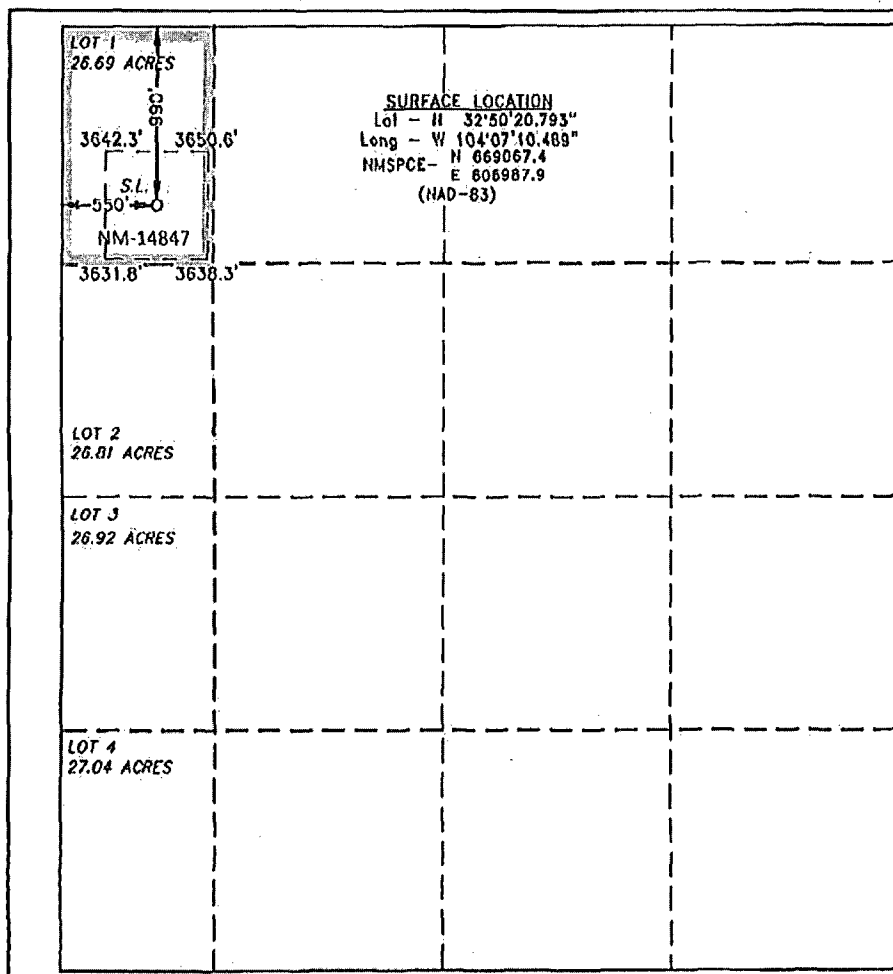 LOT 1
26.69 ACRES
990'
3642.3' 3650.6'
S.L.
550'
NM-14847
3631.8' 3638.3'
SURFACE LOCATION
Lat - N 32°50'20.793"
Long - W 104°07'10.489"
NMSPCE- N 669067.4
E 606987.9
(NAD-83)
LOT 2
26.81 ACRES
LOT 3
26.92 ACRES
LOT 4
27.04 ACRES